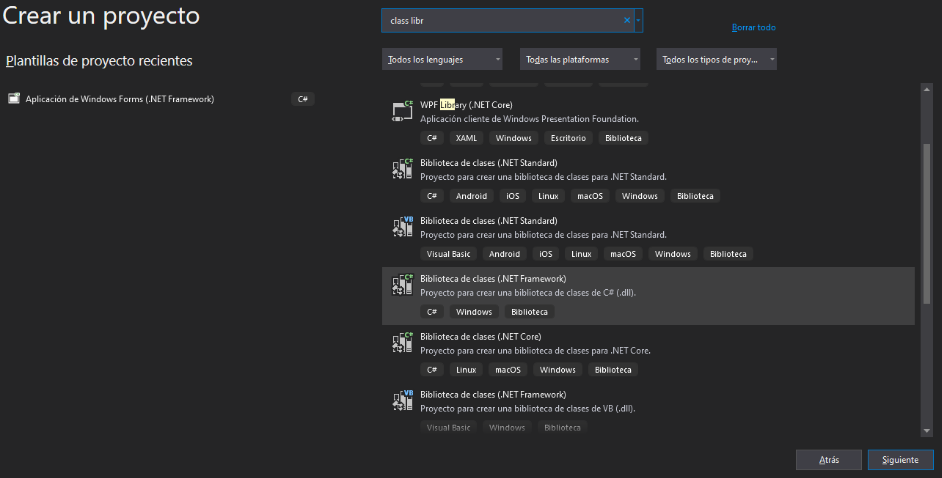 Crear un proyecto
class libr
Borrar todo
Plantillas de proyecto recientes
Todos los lenguajes
Todas las plataformas
Todos los tipos de proy...
Aplicación de Windows Forms (.NET Framework)
C#
WPF Library (.NET Core)
Aplicación cliente de Windows Presentation Foundation.
C# XAML Windows Escritorio Biblioteca
Biblioteca de clases (.NET Standard)
Proyecto para crear una biblioteca de clases para .NET Standard.
C# Android iOS Linux macOS Windows Biblioteca
Biblioteca de clases (.NET Standard)
Proyecto para crear una biblioteca de clases para .NET Standard.
Visual Basic Android iOS Linux macOS Windows Biblioteca
Biblioteca de clases (.NET Framework)
Proyecto para crear una biblioteca de clases de C# (.dll).
C# Windows Biblioteca
Biblioteca de clases (.NET Core)
Proyecto para crear una biblioteca de clases para .NET Core.
C# Linux macOS Windows Biblioteca
Biblioteca de clases (.NET Framework)
Proyecto para crear una biblioteca de clases de VB (.dll).
Visual Basic Windows Biblioteca
Atrás
Siguiente